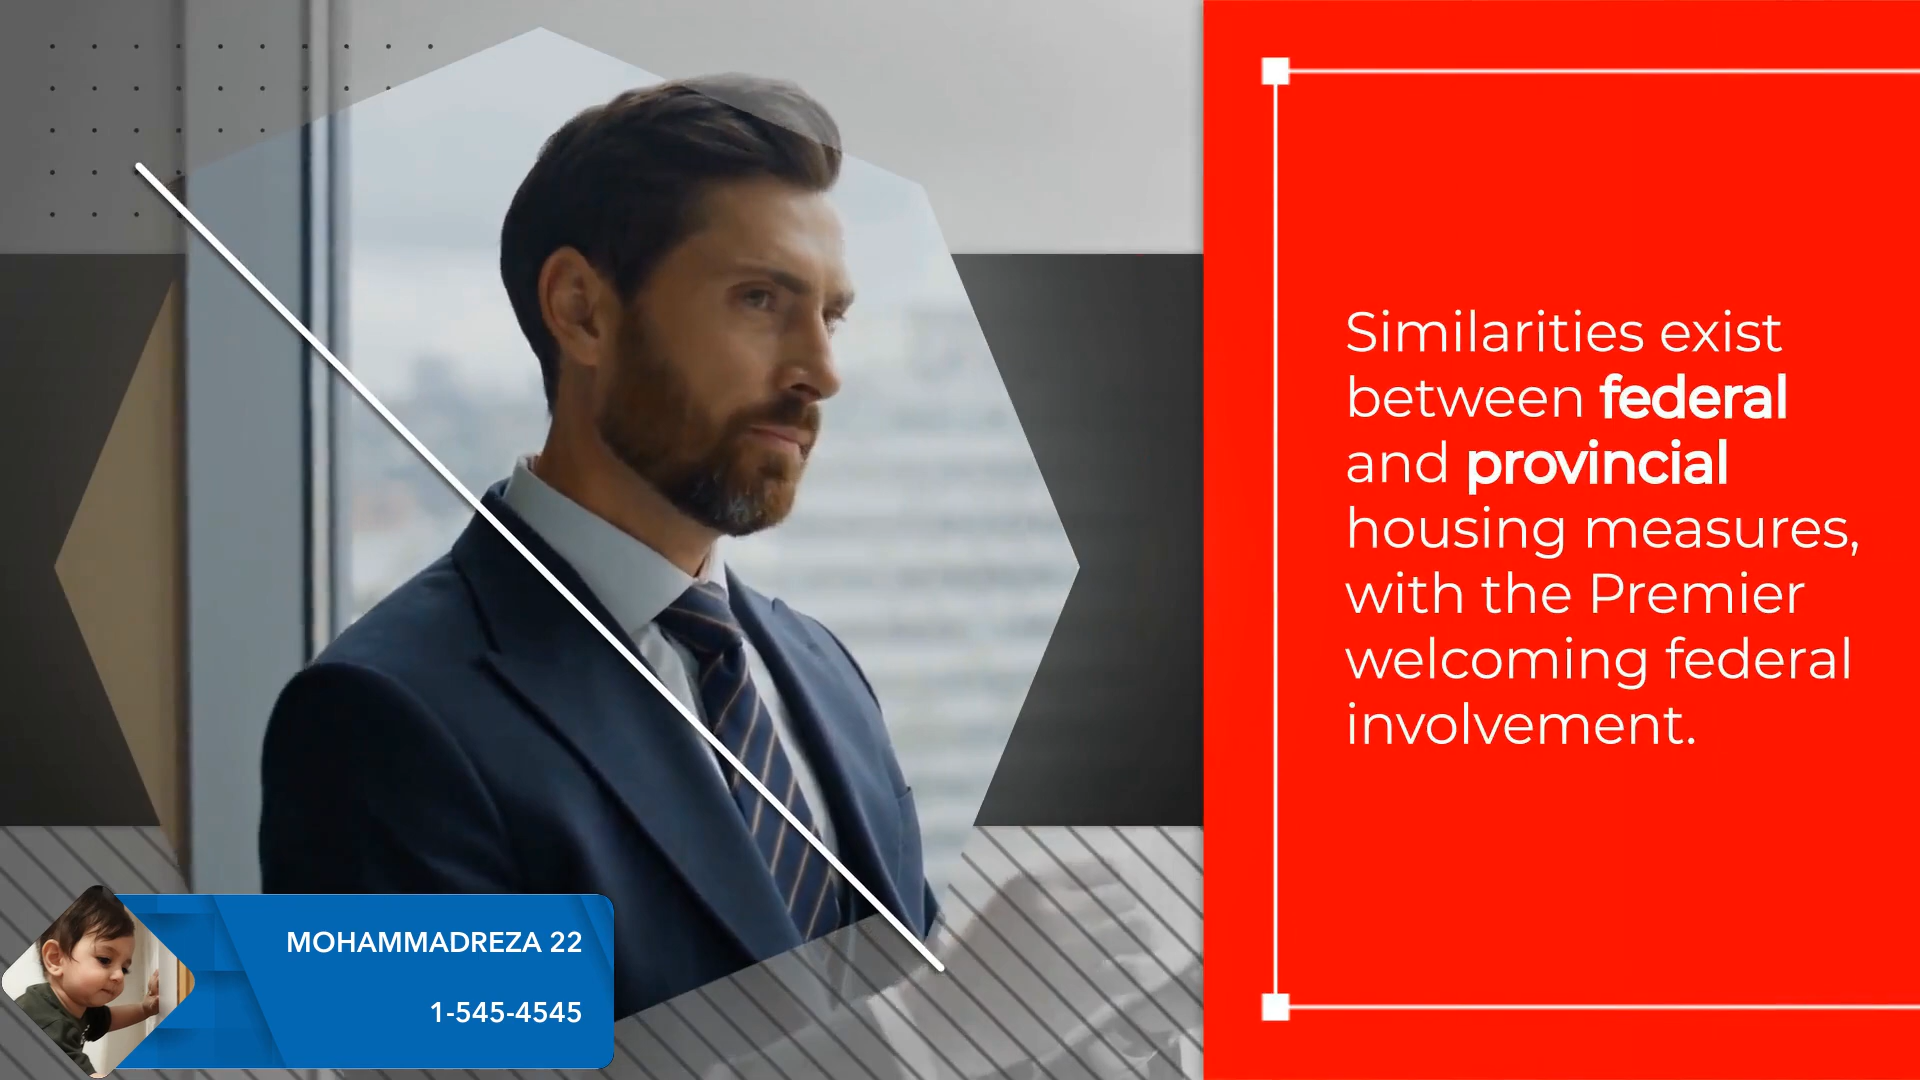 Similarities exist
between federal
and provincial
housing measures,
with the Premier
welcoming federal
involvement.
MOHAMMADREZA 22
1-545-4545